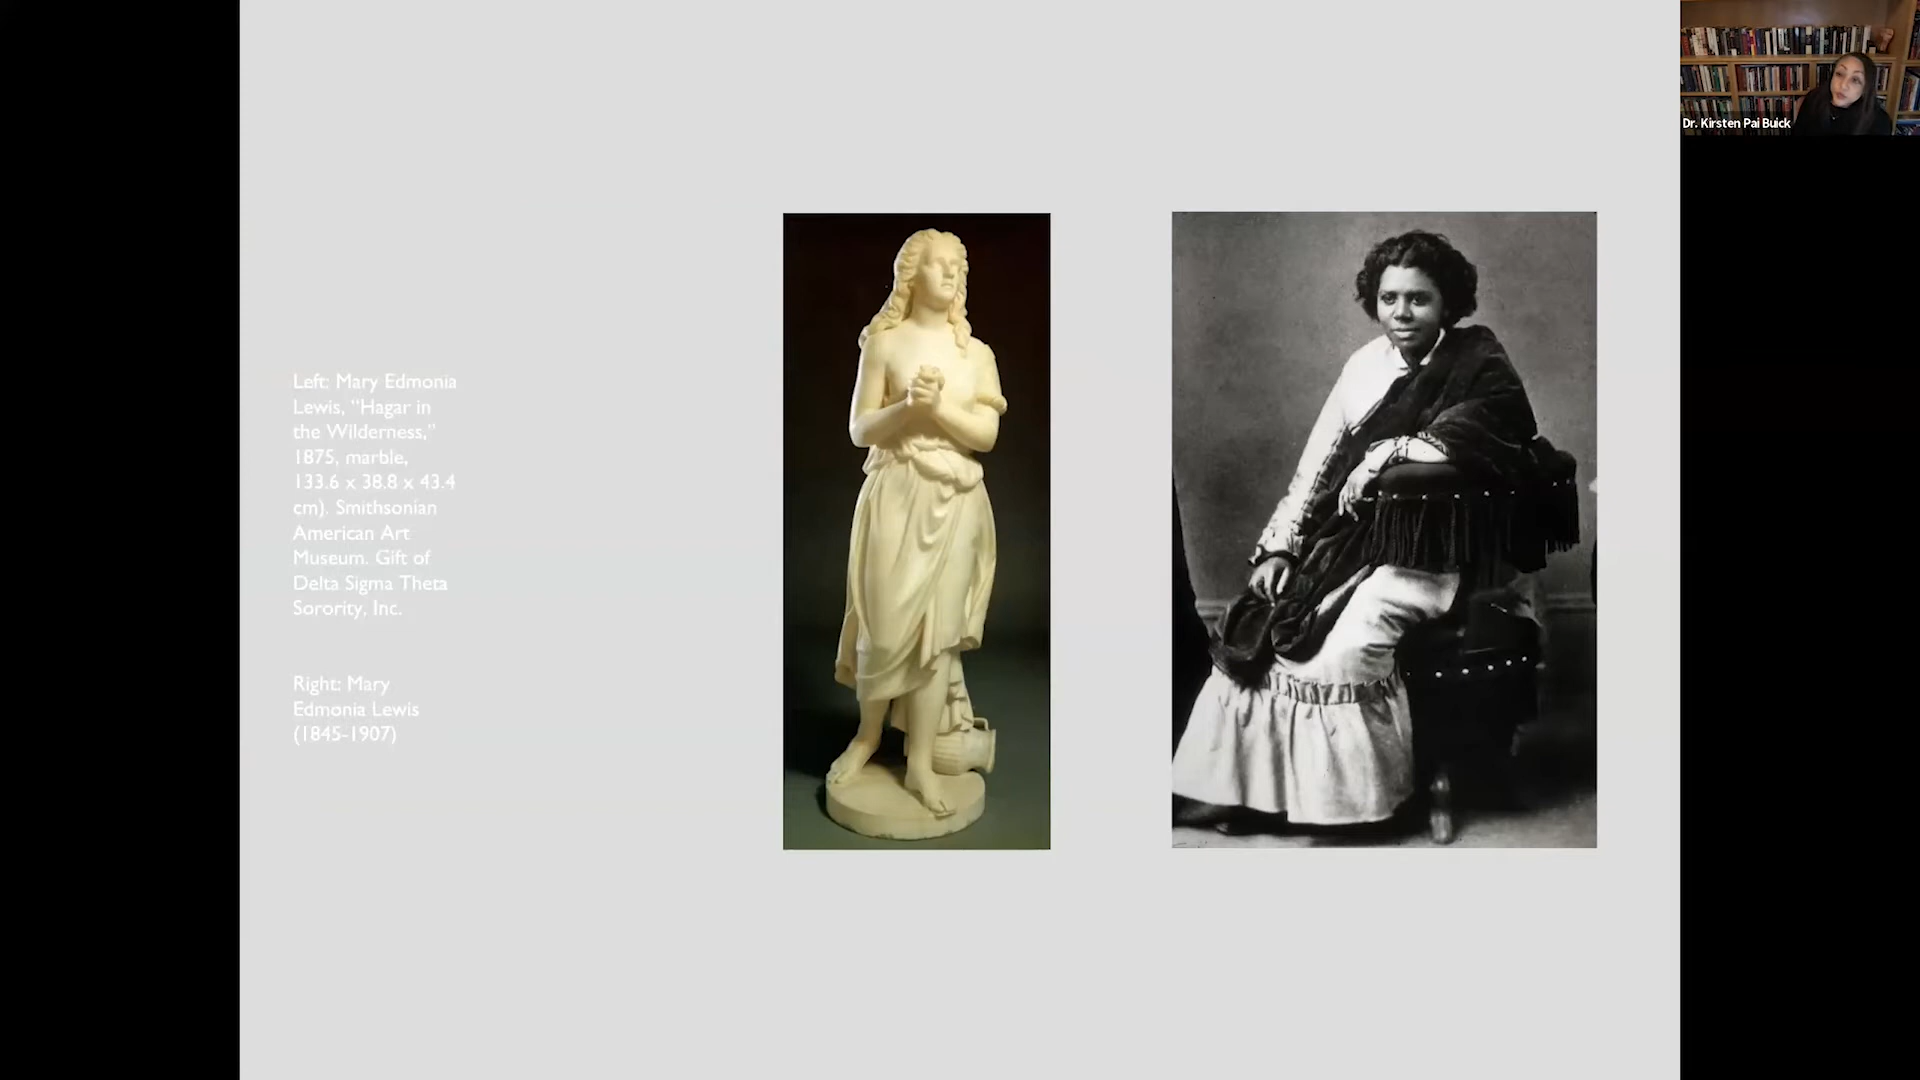 Left: Mary Edmonia
Lewis, “Hagar in
the Wilderness,”
1875, marble,
133.6 x 38.8 x 43.4
cm). Smithsonian
American Art
Museum. Gift of
Delta Sigma Theta
Sorority, Inc.
Right: Mary
Edmonia Lewis
(1845-1907)
Dr. Kirsten Pai Buick